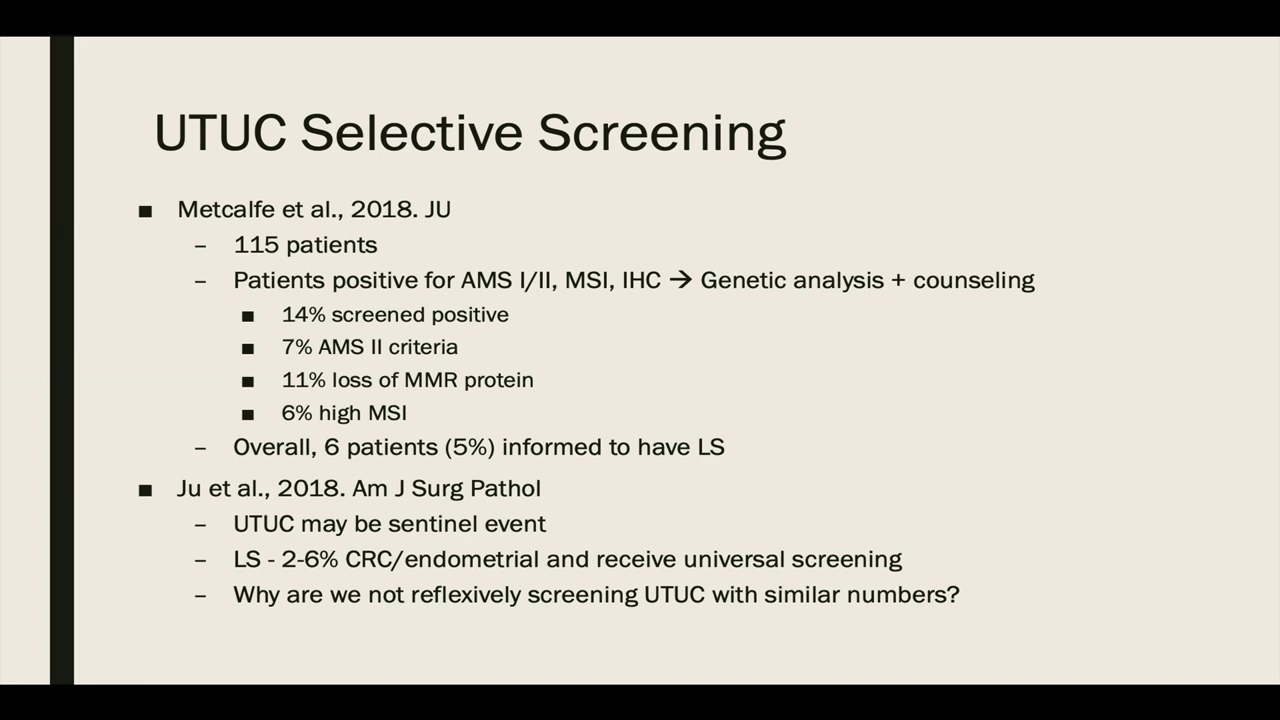 UTUC Selective Screening
■ Metcalfe et al., 2018. JU
– 115 patients
– Patients positive for AMS I/II, MSI, IHC → Genetic analysis + counseling
■ 14% screened positive
■ 7% AMS II criteria
■ 11% loss of MMR protein
■ 6% high MSI
– Overall, 6 patients (5%) informed to have LS
■ Ju et al., 2018. Am J Surg Pathol
– UTUC may be sentinel event
– LS - 2-6% CRC/endometrial and receive universal screening
– Why are we not reflexively screening UTUC with similar numbers?